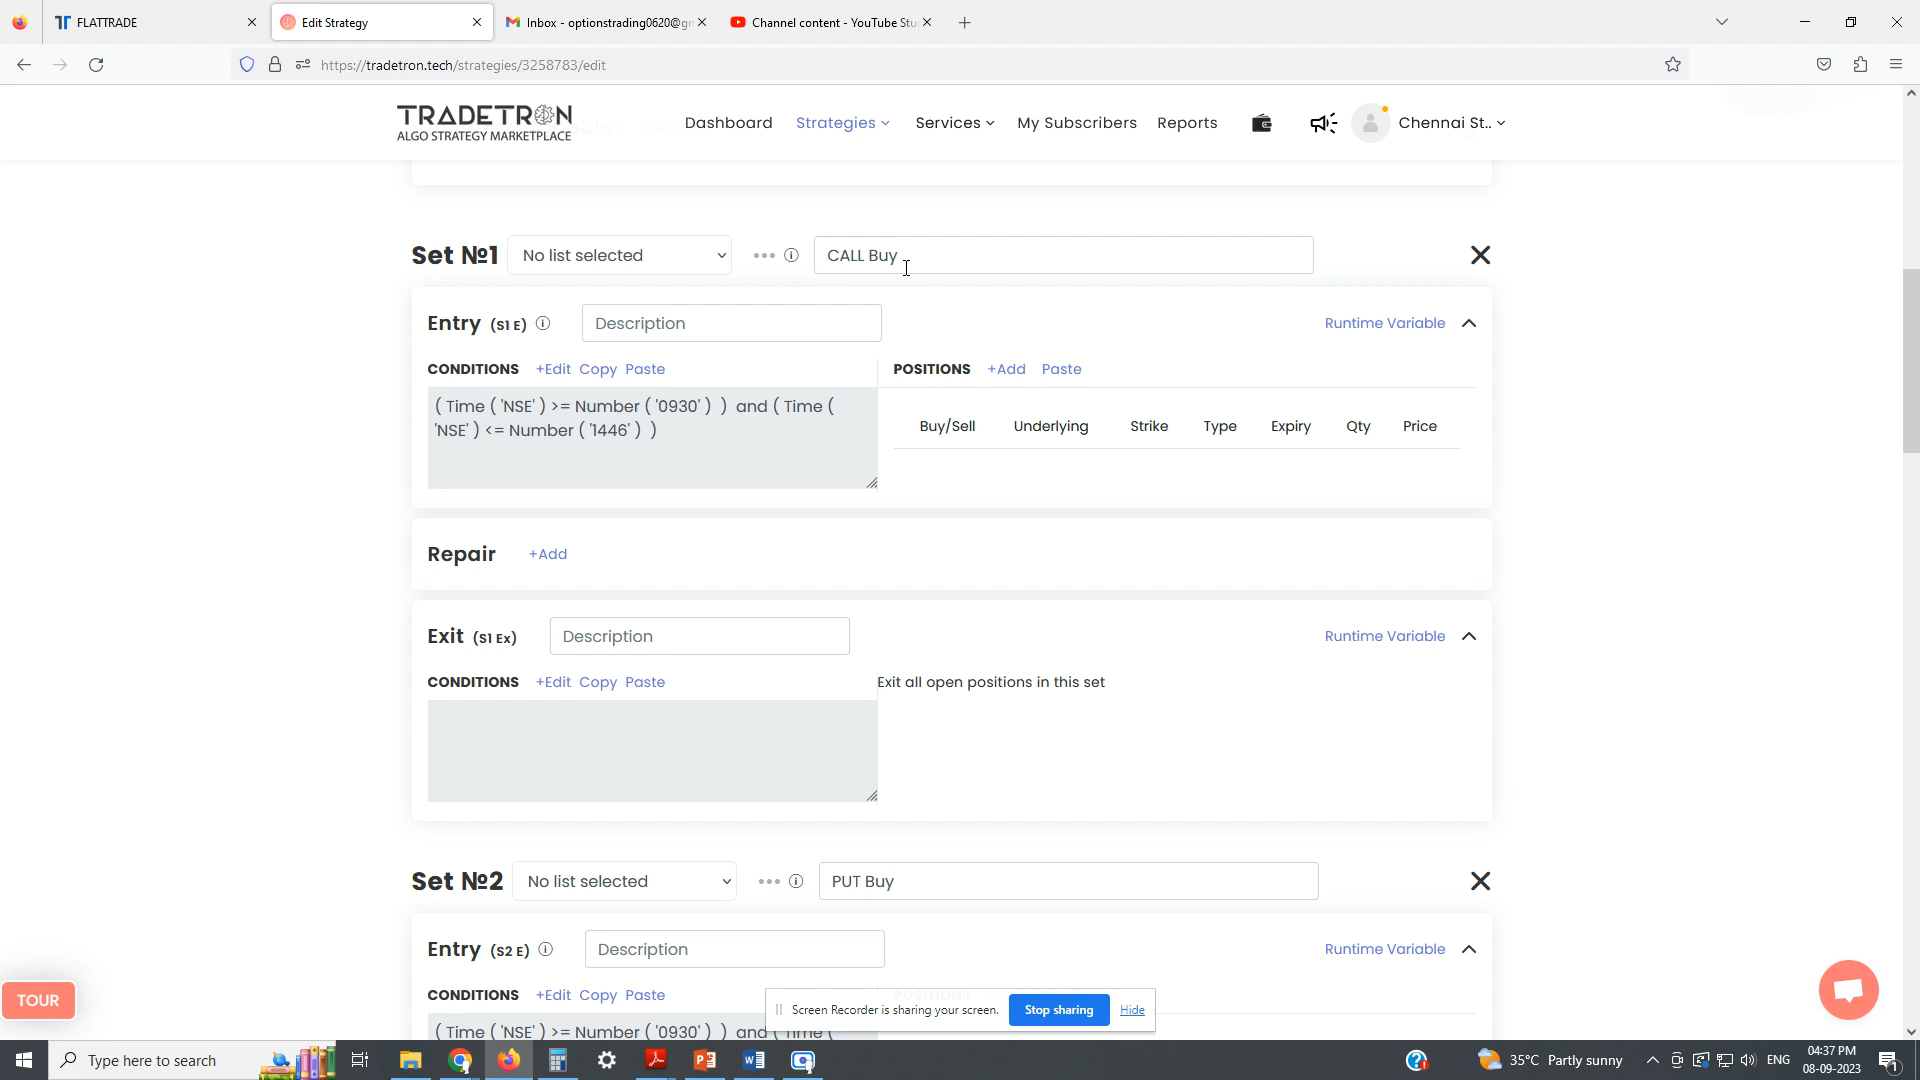 FLATTRADE
Edit Strategy
Inbox - optionstrading0620@gm
Channel content - YouTube Stu
https://tradetron.tech/strategies/3258783/edit
TRADETRON
ALGO STRATEGY MARKETPLACE
Dashboard
Strategies
Services
My Subscribers
Reports
Chennai St..
Set №1
No list selected
CALL Buy
Entry (S1 E)
Description
Runtime Variable
CONDITIONS +Edit Copy Paste
POSITIONS +Add Paste
( Time ( 'NSE' ) >= Number ( '0930' ) ) and ( Time (
'NSE' ) <= Number ( '1446' ) )
Buy/Sell Underlying Strike Type Expiry Qty Price
Repair +Add
Exit (S1 Ex)
Description
Runtime Variable
CONDITIONS +Edit Copy Paste
Exit all open positions in this set
Set №2
No list selected
PUT Buy
Entry (S2 E)
Description
Runtime Variable
CONDITIONS +Edit Copy Paste
POSITIONS
( Time ( 'NSE' ) >= Number ( '0930' ) ) and ( Time (
TOUR
Screen Recorder is sharing your screen.
Stop sharing
Hide
Type here to search
35°C Partly sunny
ENG
04:37 PM
08-09-2023
1